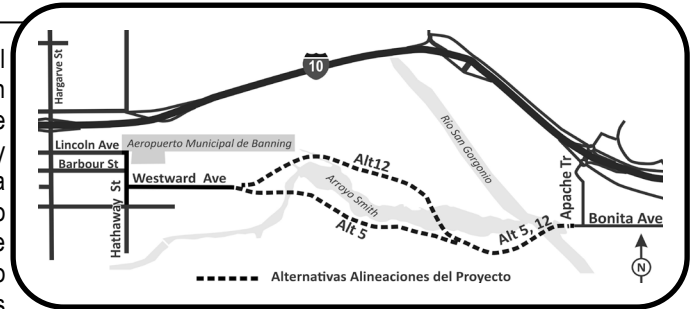 10
Hargarve St
Lincoln Ave
Aeropuerto Municipal de Banning
Barbour St
Westward Ave
Hathaway St
Alt12
Arroyo Smith
Alt 5
Rio San Gorgonio
Alt 5, 12
Apache Tr
Bonita Ave
N
Alternativas Alineaciones del Proyecto